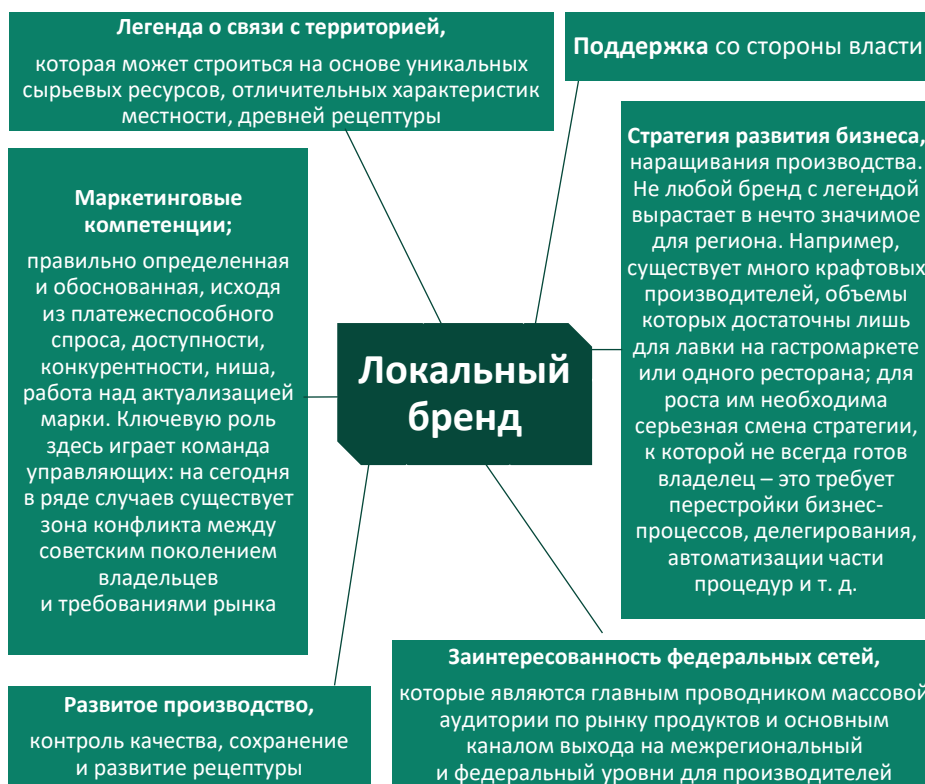 Легенда о связи с территорией,
которая может строиться на основе уникальных
сырьевых ресурсов, отличительных характеристик
местности, древней рецептуры
Поддержка со стороны власти
Маркетинговые
компетенции;
правильно определенная
и обоснованная, исходя
из платежеспособного
спроса, доступности,
конкурентности, ниша,
работа над актуализацией
марки. Ключевую роль
здесь играет команда
управляющих: на сегодня
в ряде случаев существует
зона конфликта между
советским поколением
владельцев
и требованиями рынка
Локальный
бренд
Стратегия развития бизнеса,
наращивания производства.
Не любой бренд с легендой
вырастает в нечто значимое
для региона. Например,
существует много крафтовых
производителей, объемы
которых достаточны лишь
для лавки на гастромаркете
или одного ресторана; для
роста им необходима
серьезная смена стратегии,
к которой не всегда готов
владелец – это требует
перестройки бизнес-
процессов, делегирования,
автоматизации части
процедур и т. д.
Развитое производство,
контроль качества, сохранение
и развитие рецептуры
Заинтересованность федеральных сетей,
которые являются главным проводником массовой
аудитории по рынку продуктов и основным
каналом выхода на межрегиональный
и федеральный уровни для производителей